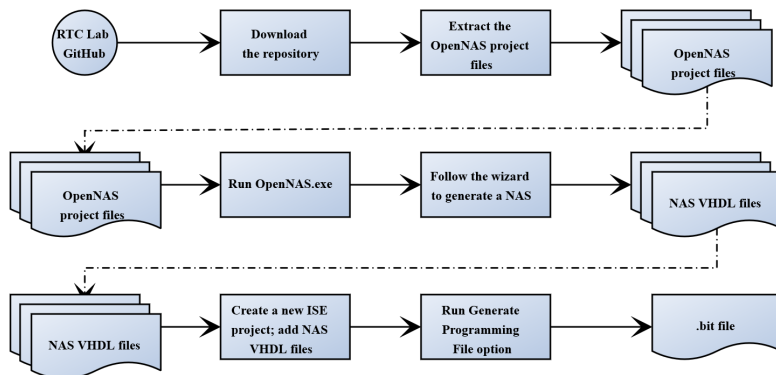 RTC Lab
GitHub
Download
the repository
Extract the
OpenNAS project
files
OpenNAS
project files
OpenNAS
project files
Run OpenNAS.exe
Follow the wizard
to generate a NAS
NAS VHDL files
NAS VHDL files
Create a new ISE
project; add NAS
VHDL files
Run Generate
Programming
File option
.bit file